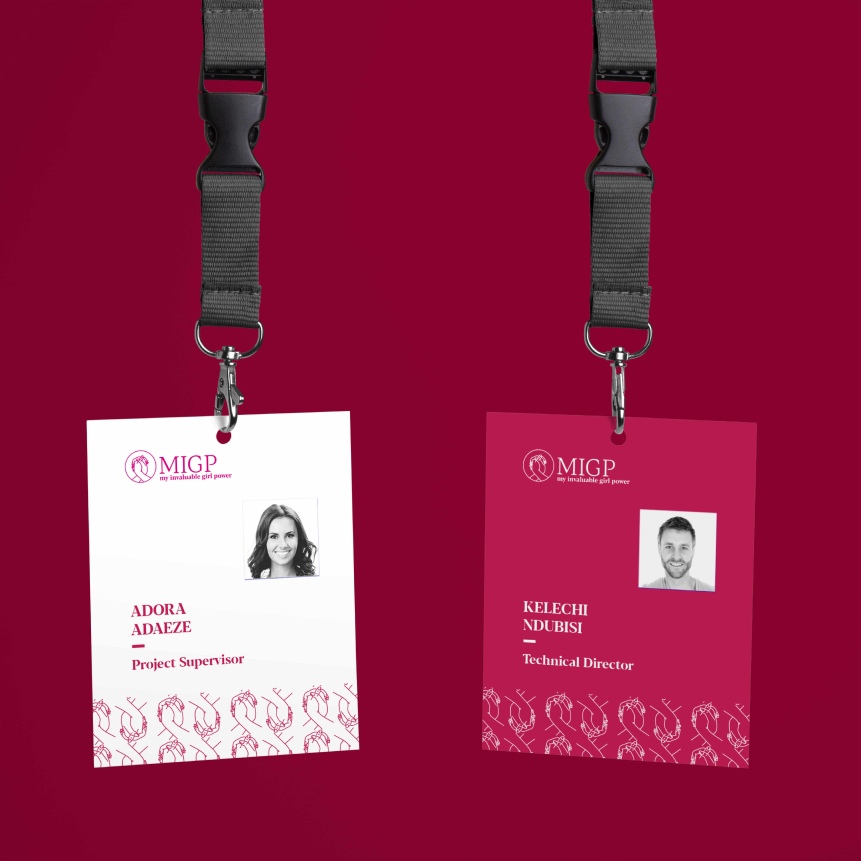 MIGP
my invaluable girl power
ADORA
ADAEZE
Project Supervisor
MIGP
my invaluable girl power
KELECHI
NDUBISI
Technical Director